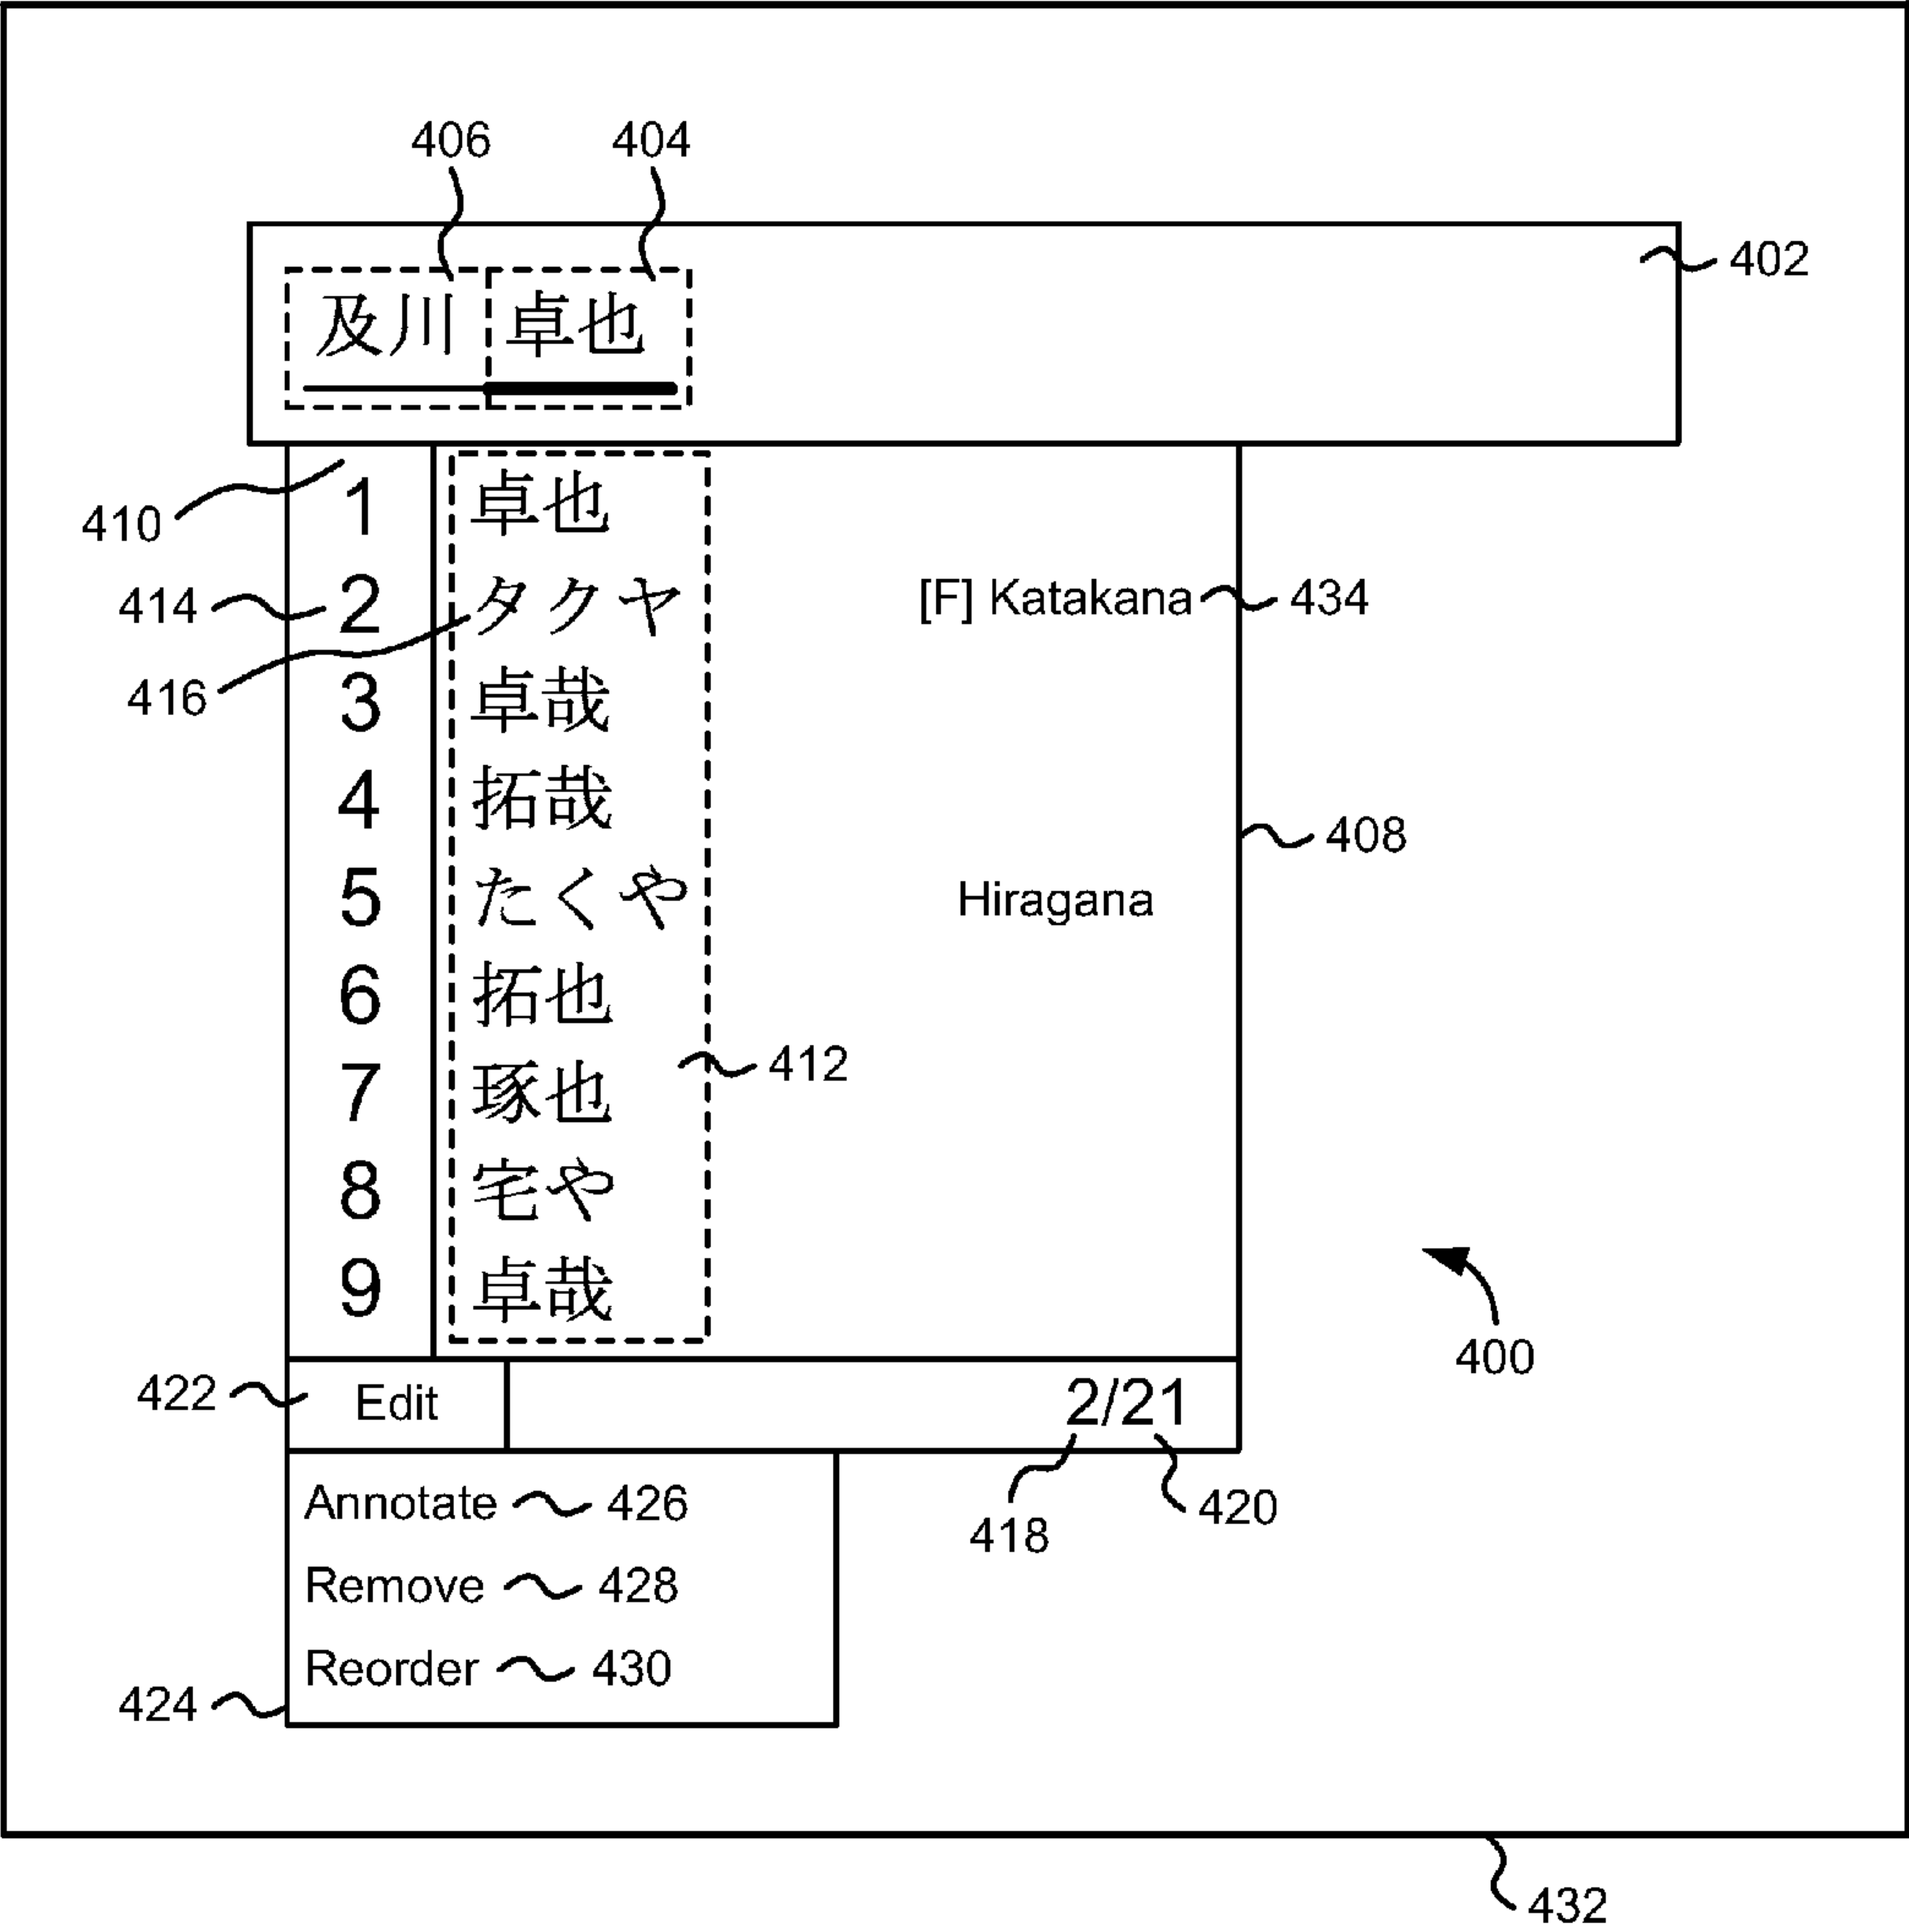 406 404
402
及川 卓也
410
1 卓也
414 2 タクヤ [F] Katakana 434
416
3 卓哉
4 拓哉
408
5 たくや Hiragana
6 拓也
412
7 琢也
8 宅や
9 卓哉
400
422 Edit 2/21
418 420
Annotate 426
Remove 428
Reorder 430
424
432